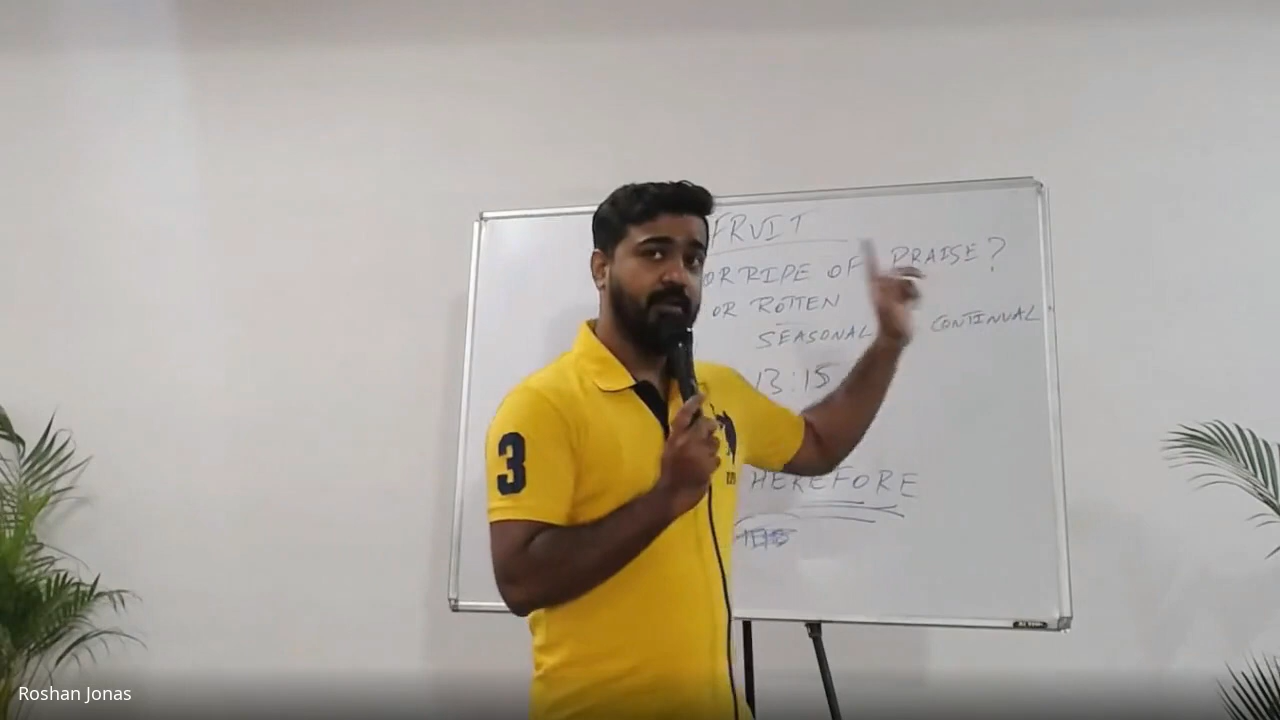 FRUIT
OR RIPE OF PRAISE?
OR ROTTEN
SEASONAL CONTINUAL
13:15
HEREFORE
3
Roshan Jonas